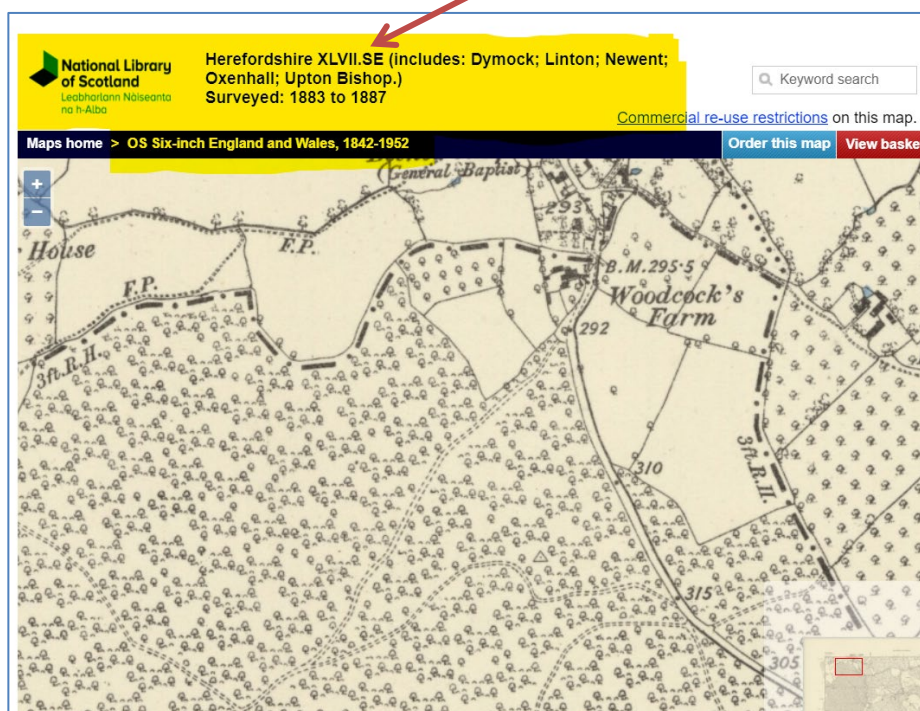 National Library
of Scotland
Leabharlann Nàiseanta
na h-Alba
Herefordshire XLVII.SE (includes: Dymock; Linton; Newent;
Oxenhall; Upton Bishop.)
Surveyed: 1883 to 1887
Keyword search
Commercial re-use restrictions on this map.
Maps home > OS Six-inch England and Wales, 1842-1952
Order this map
View baske
+
−
(General Baptist)
293
House
F.P.
F.P.
B.M.295·5
Woodcock's
Farm
292
3ft.R.H.
3ft.R.H.
310
315
305